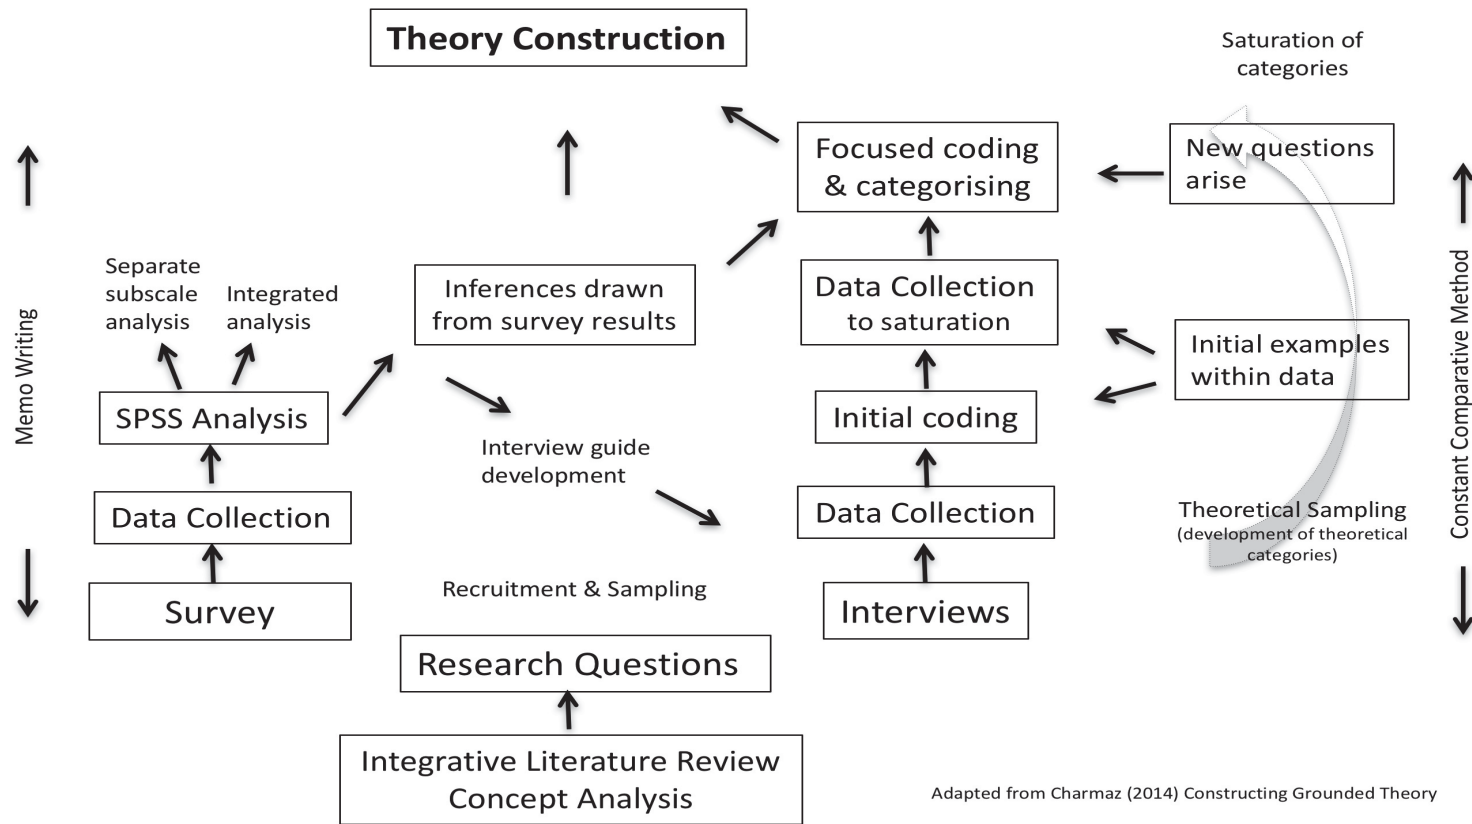 Theory Construction
Saturation of
categories
Focused coding
& categorising
New questions
arise
Separate
subscale
analysis
Integrated
analysis
Inferences drawn
from survey results
Data Collection
to saturation
Initial examples
within data
Memo Writing
Constant Comparative Method
SPSS Analysis
Initial coding
Interview guide
development
Data Collection
Data Collection
Theoretical Sampling
(development of theoretical
categories)
Survey
Recruitment & Sampling
Interviews
Research Questions
Integrative Literature Review
Concept Analysis
Adapted from Charmaz (2014) Constructing Grounded Theory